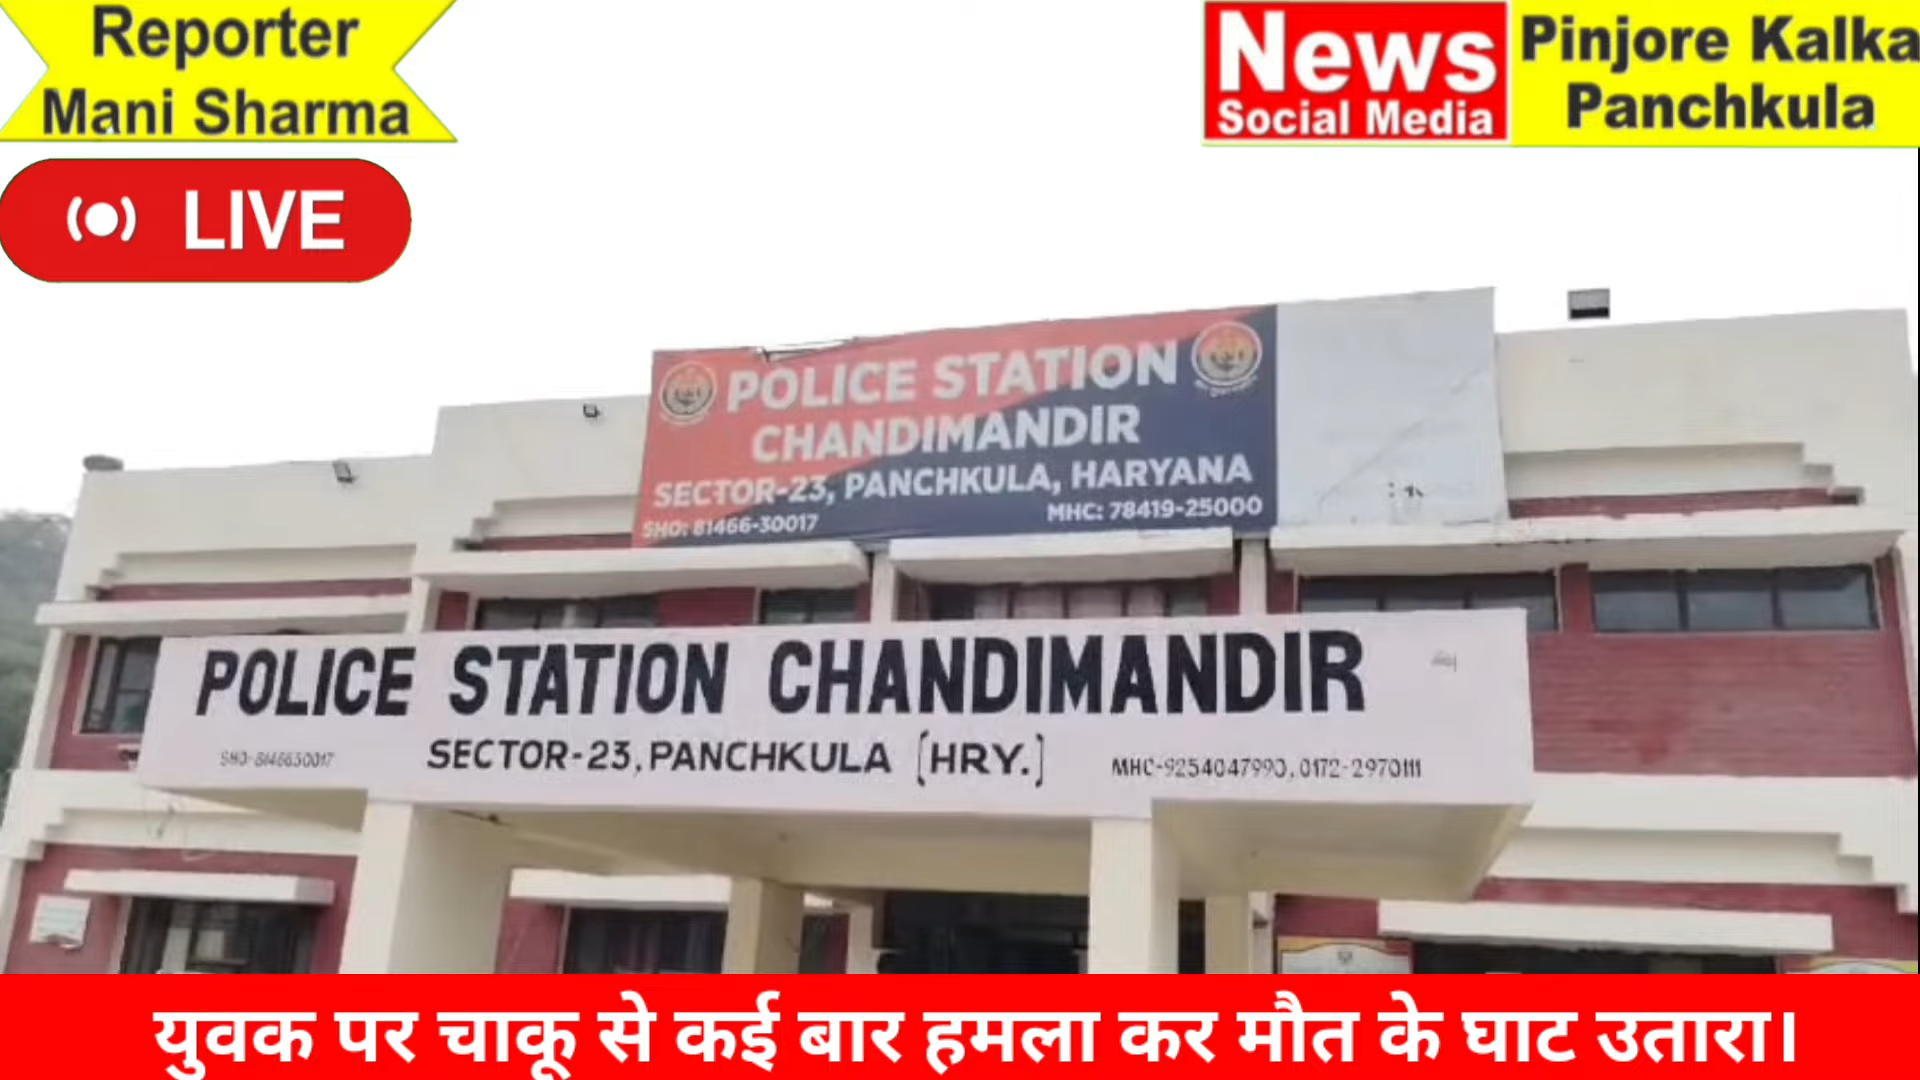 Reporter
Mani Sharma
News
Social Media
Pinjore Kalka
Panchkula
LIVE
POLICE STATION
CHANDIMANDIR
SECTOR-23, PANCHKULA, HARYANA
SHO: 81466-30017
MHC: 78419-25000
POLICE STATION CHANDIMANDIR
SECTOR-23, PANCHKULA [HRY.]
SHO-8146630017
MHC-9254047990, 0172-2970111
युवक पर चाकू से कई बार हमला कर मौत के घाट उतारा।